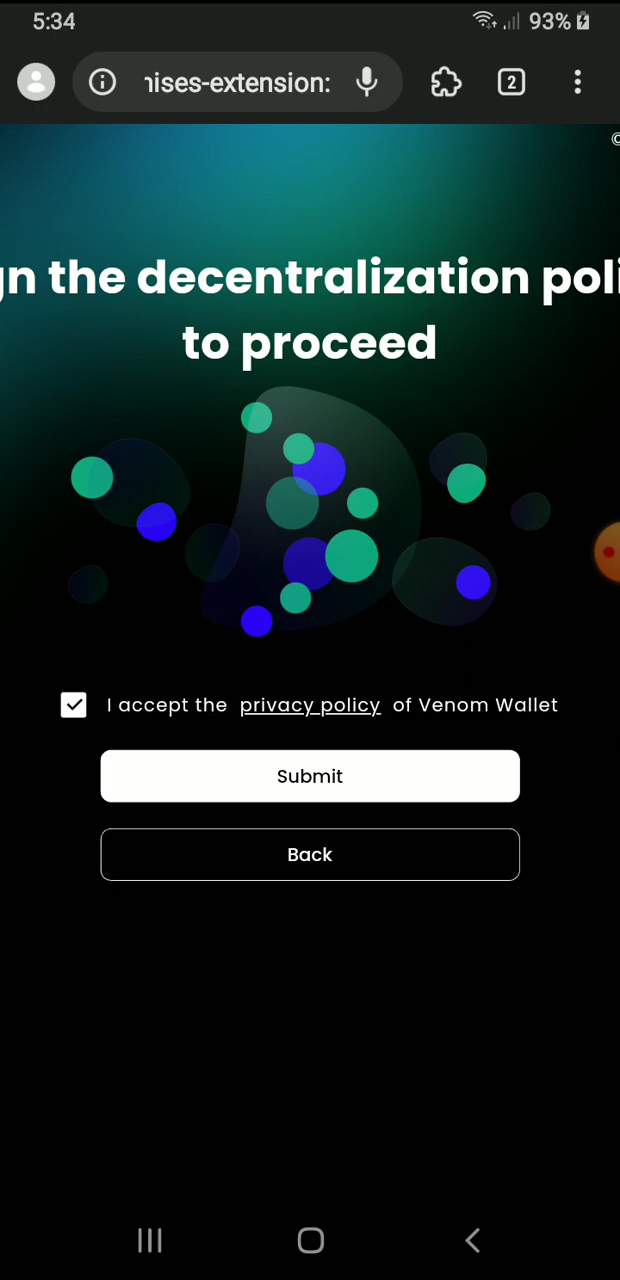 5:34
93%
nises-extension:
2
©
gn the decentralization poli
to proceed
I accept the privacy policy of Venom Wallet
Submit
Back